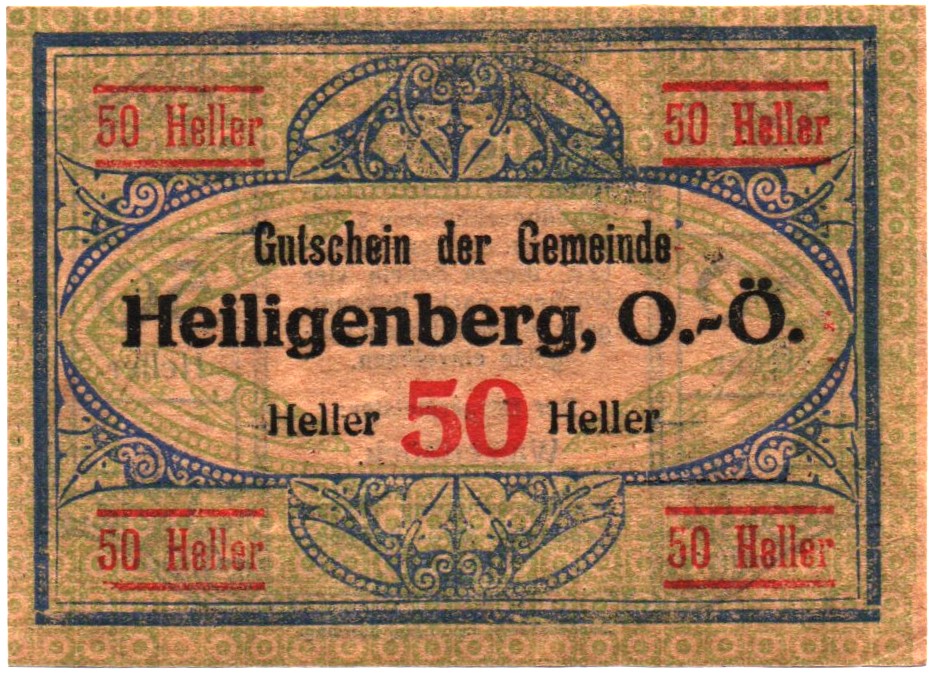 50 Heller 50 Heller
Gutschein der Gemeinde
Heiligenberg, O.-Ö.
Heller 50 Heller
50 Heller 50 Heller